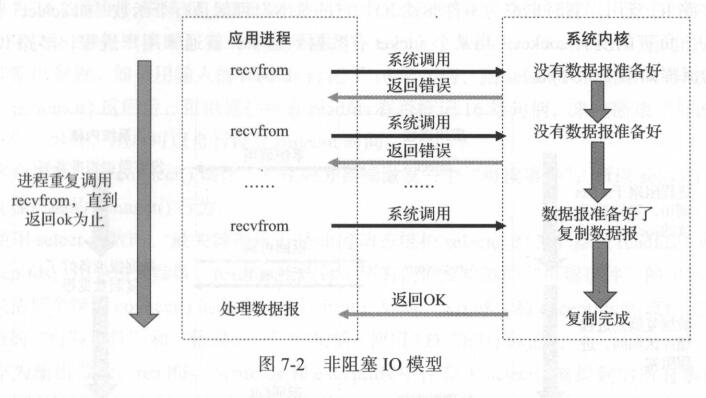 应用进程
系统内核
recvfrom
系统调用
没有数据报准备好
返回错误
recvfrom
系统调用
没有数据报准备好
返回错误
进程重复调用
recvfrom，直到
返回ok为止
……
……
recvfrom
系统调用
数据报准备好了
复制数据报
处理数据报
返回OK
复制完成
图 7-2 非阻塞 IO 模型